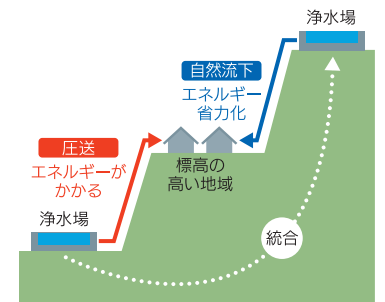 浄水場
自然流下
エネルギー
省力化
圧送
エネルギーが
かかる
標高の
高い地域
浄水場
統合